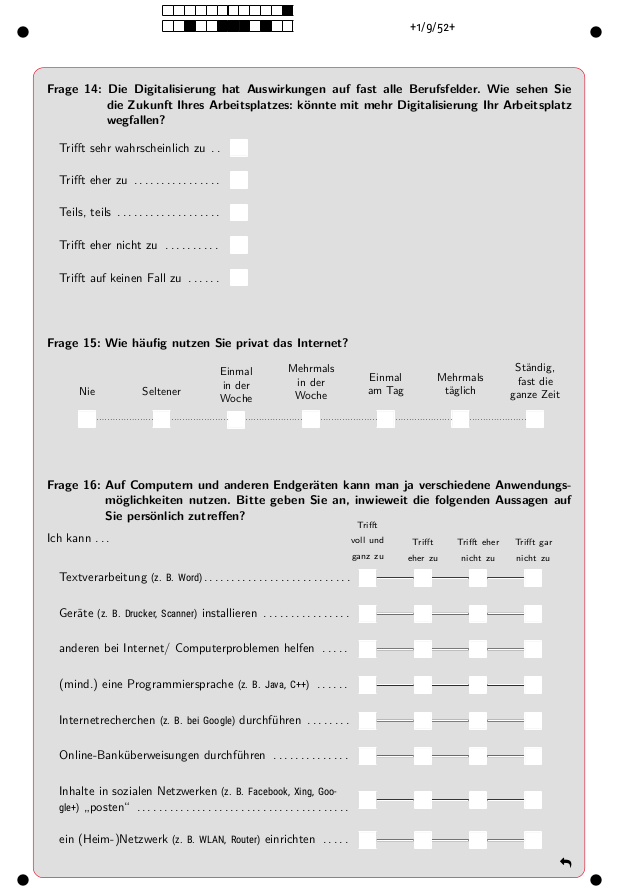 +1/9/52+
Frage 14: Die Digitalisierung hat Auswirkungen auf fast alle Berufsfelder. Wie sehen Sie
die Zukunft Ihres Arbeitsplatzes: könnte mit mehr Digitalisierung Ihr Arbeitsplatz
wegfallen?
Trifft sehr wahrscheinlich zu . .
Trifft eher zu . . . . . . . . . . . . . . . .
Teils, teils . . . . . . . . . . . . . . . . . . .
Trifft eher nicht zu . . . . . . . . . .
Trifft auf keinen Fall zu . . . . . .
Frage 15: Wie häufig nutzen Sie privat das Internet?
Nie
Seltener
Einmal
in der
Woche
Mehrmals
in der
Woche
Einmal
am Tag
Mehrmals
täglich
Ständig,
fast die
ganze Zeit
Frage 16: Auf Computern und anderen Endgeräten kann man ja verschiedene Anwendungs-
möglichkeiten nutzen. Bitte geben Sie an, inwieweit die folgenden Aussagen auf
Sie persönlich zutreffen?
Ich kann . . .
Trifft
voll und
ganz zu
Trifft
eher zu
Trifft eher
nicht zu
Trifft gar
nicht zu
Textverarbeitung (z. B. Word) . . . . . . . . . . . . . . . . . . . . . . . . . . .
Geräte (z. B. Drucker, Scanner) installieren . . . . . . . . . . . . . . . .
anderen bei Internet/ Computerproblemen helfen . . . . .
(mind.) eine Programmiersprache (z. B. Java, C++) . . . . . .
Internetrecherchen (z. B. bei Google) durchführen . . . . . . . .
Online-Banküberweisungen durchführen . . . . . . . . . . . . . .
Inhalte in sozialen Netzwerken (z. B. Facebook, Xing, Goo-
gle+) „posten“ . . . . . . . . . . . . . . . . . . . . . . . . . . . . . . . . . . . . . . .
ein (Heim-)Netzwerk (z. B. WLAN, Router) einrichten . . . . .